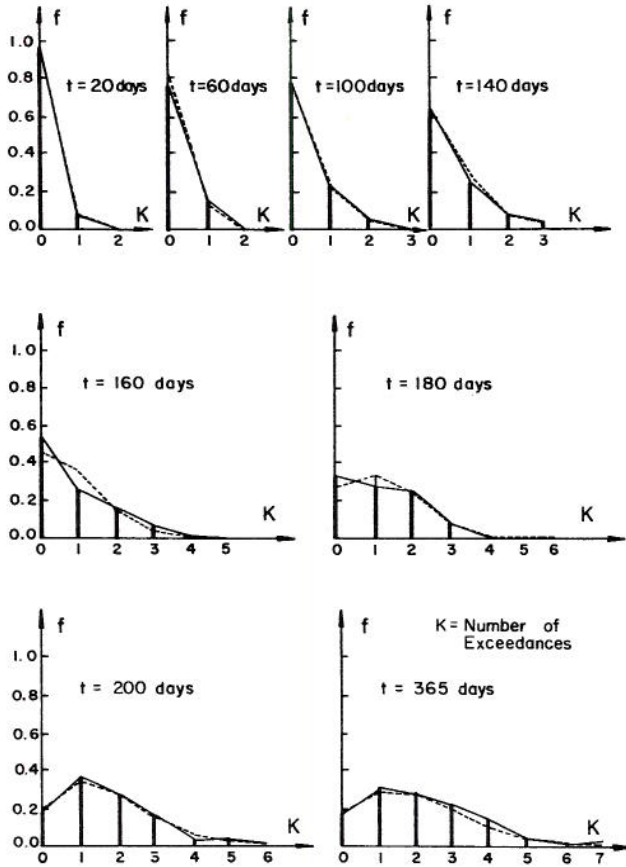 f f f f
1.0
0.8 t=20days t=60days t=100days t=140days
0.6
0.4
0.2
0.0 K K K K
0 1 2 0 1 2 0 1 2 3 0 1 2 3
f f
1.0
0.8 t = 160 days t = 180 days
0.6
0.4
0.2
0.0 K K
0 1 2 3 4 5 0 1 2 3 4 5 6
f f K = Number of
Exceedances
1.0
0.8 t = 200 days t = 365 days
0.6
0.4
0.2
0.0 K K
0 1 2 3 4 5 6 0 1 2 3 4 5 6 7